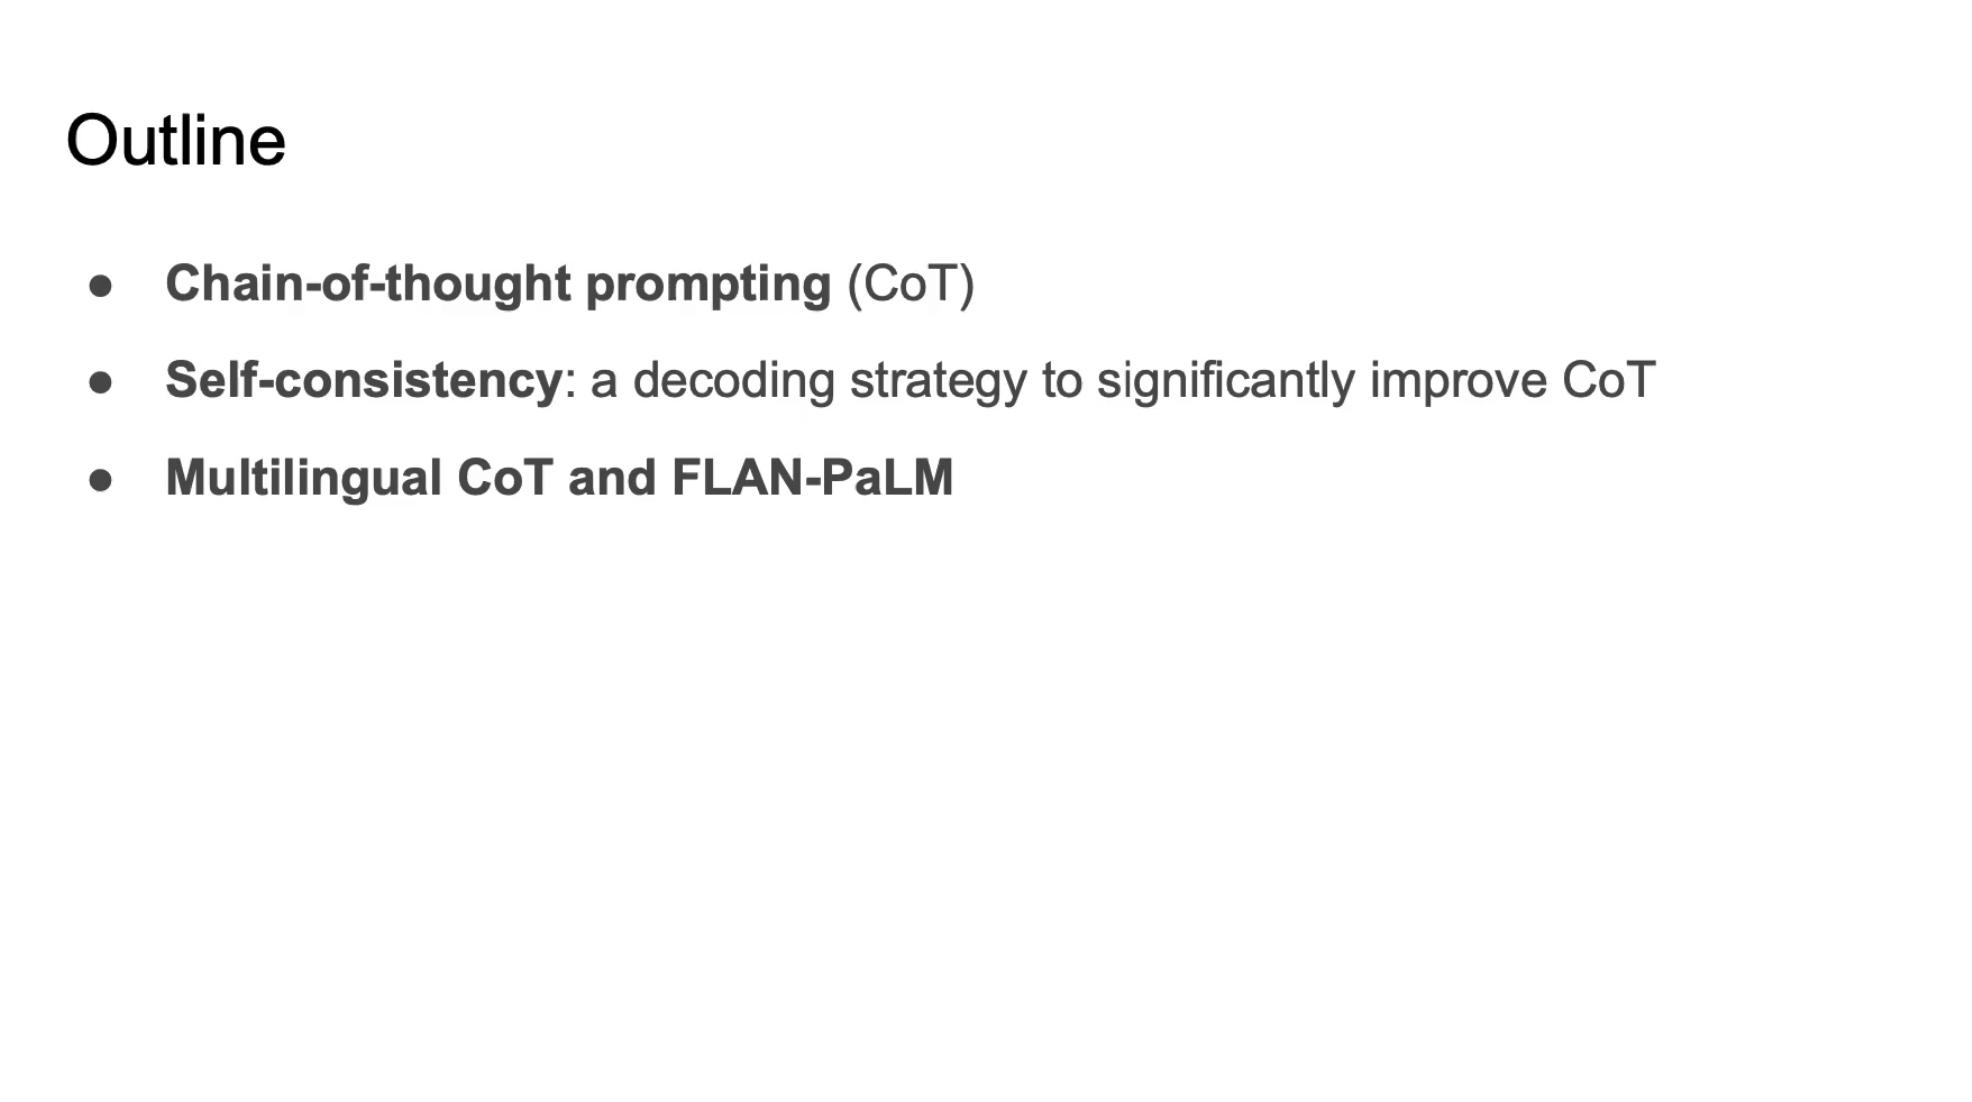 Outline
● Chain-of-thought prompting (CoT)
● Self-consistency: a decoding strategy to significantly improve CoT
● Multilingual CoT and FLAN-PaLM